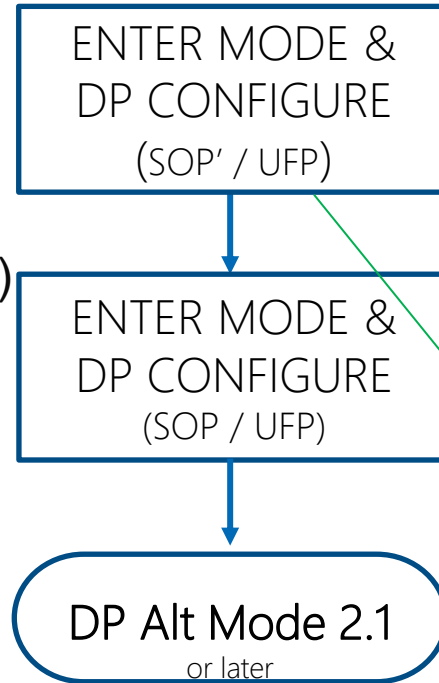 ENTER MODE &
DP CONFIGURE
(SOP' / UFP)
)
ENTER MODE &
DP CONFIGURE
(SOP / UFP)
DP Alt Mode 2.1
or later